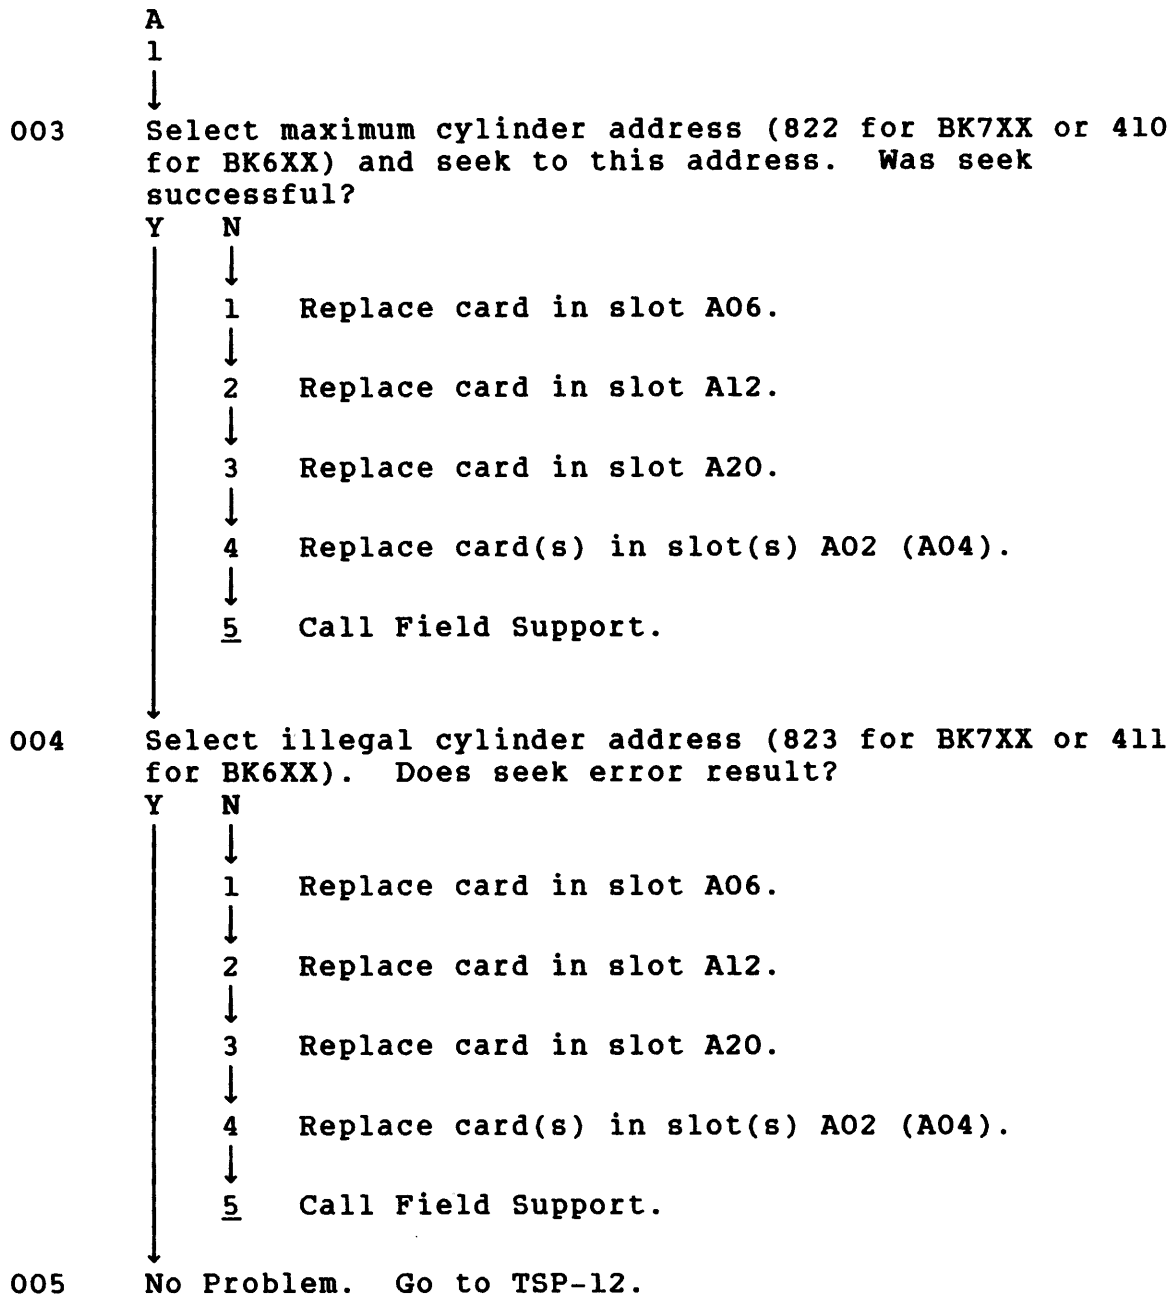 A
1
003 Select maximum cylinder address (822 for BK7XX or 410
for BK6XX) and seek to this address. Was seek
successful?
Y N
1 Replace card in slot A06.
2 Replace card in slot A12.
3 Replace card in slot A20.
4 Replace card(s) in slot(s) A02 (A04).
5 Call Field Support.
004 Select illegal cylinder address (823 for BK7XX or 411
for BK6XX). Does seek error result?
Y N
1 Replace card in slot A06.
2 Replace card in slot A12.
3 Replace card in slot A20.
4 Replace card(s) in slot(s) A02 (A04).
5 Call Field Support.
005 No Problem. Go to TSP-12.